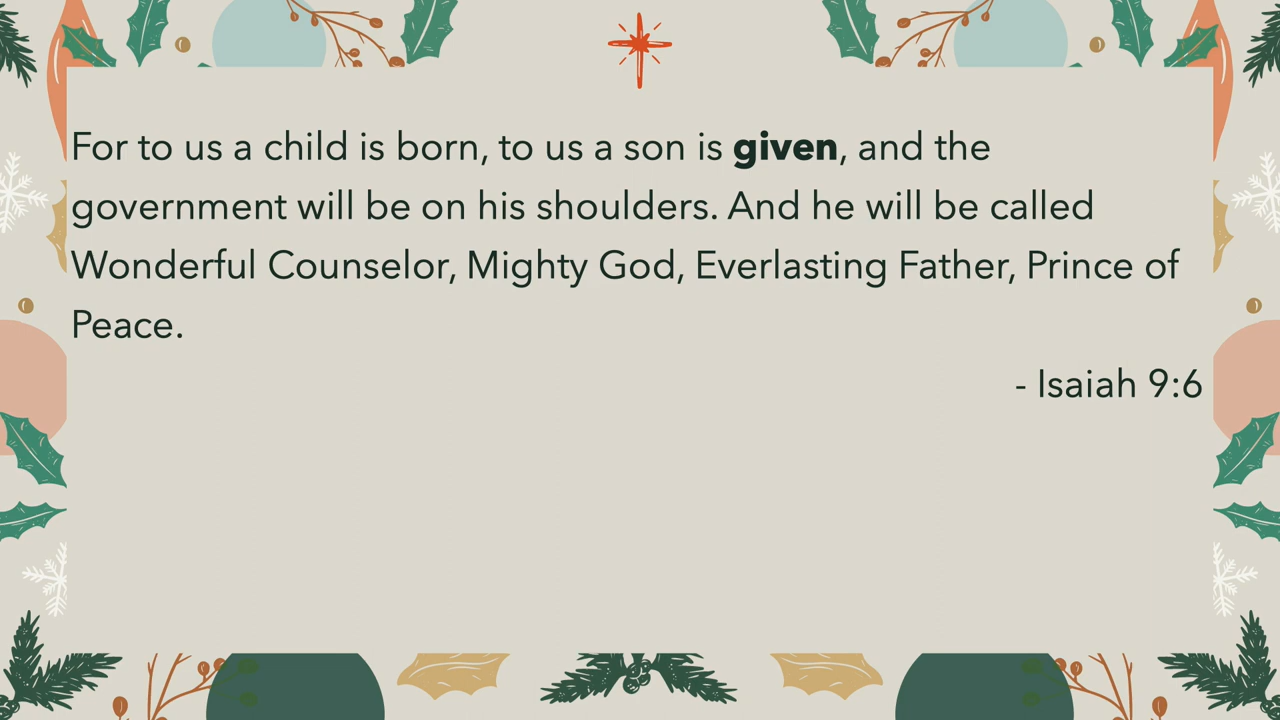 For to us a child is born, to us a son is given, and the
government will be on his shoulders. And he will be called
Wonderful Counselor, Mighty God, Everlasting Father, Prince of
Peace.
- Isaiah 9:6